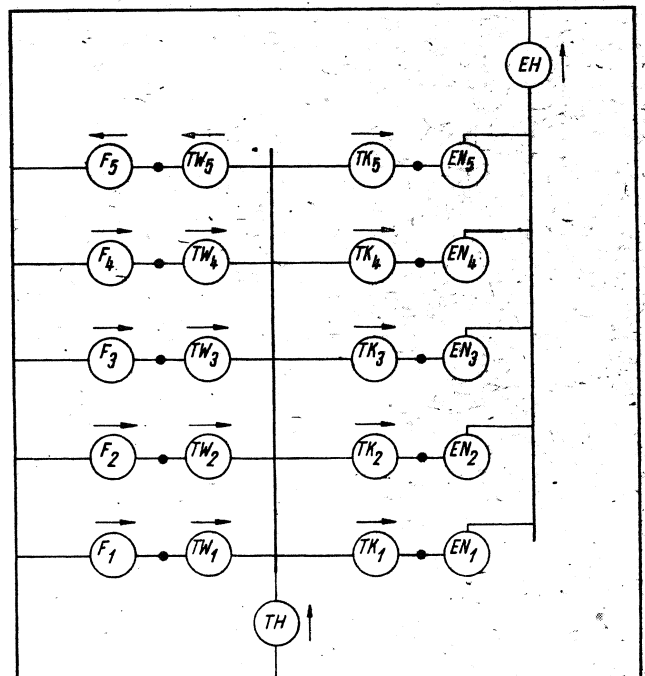 EH
F5 TW5 TK5 EN5
F4 TW4 TK4 EN4
F3 TW3 TK3 EN3
F2 TW2 TK2 EN2
F1 TW1 TK1 EN1
TH